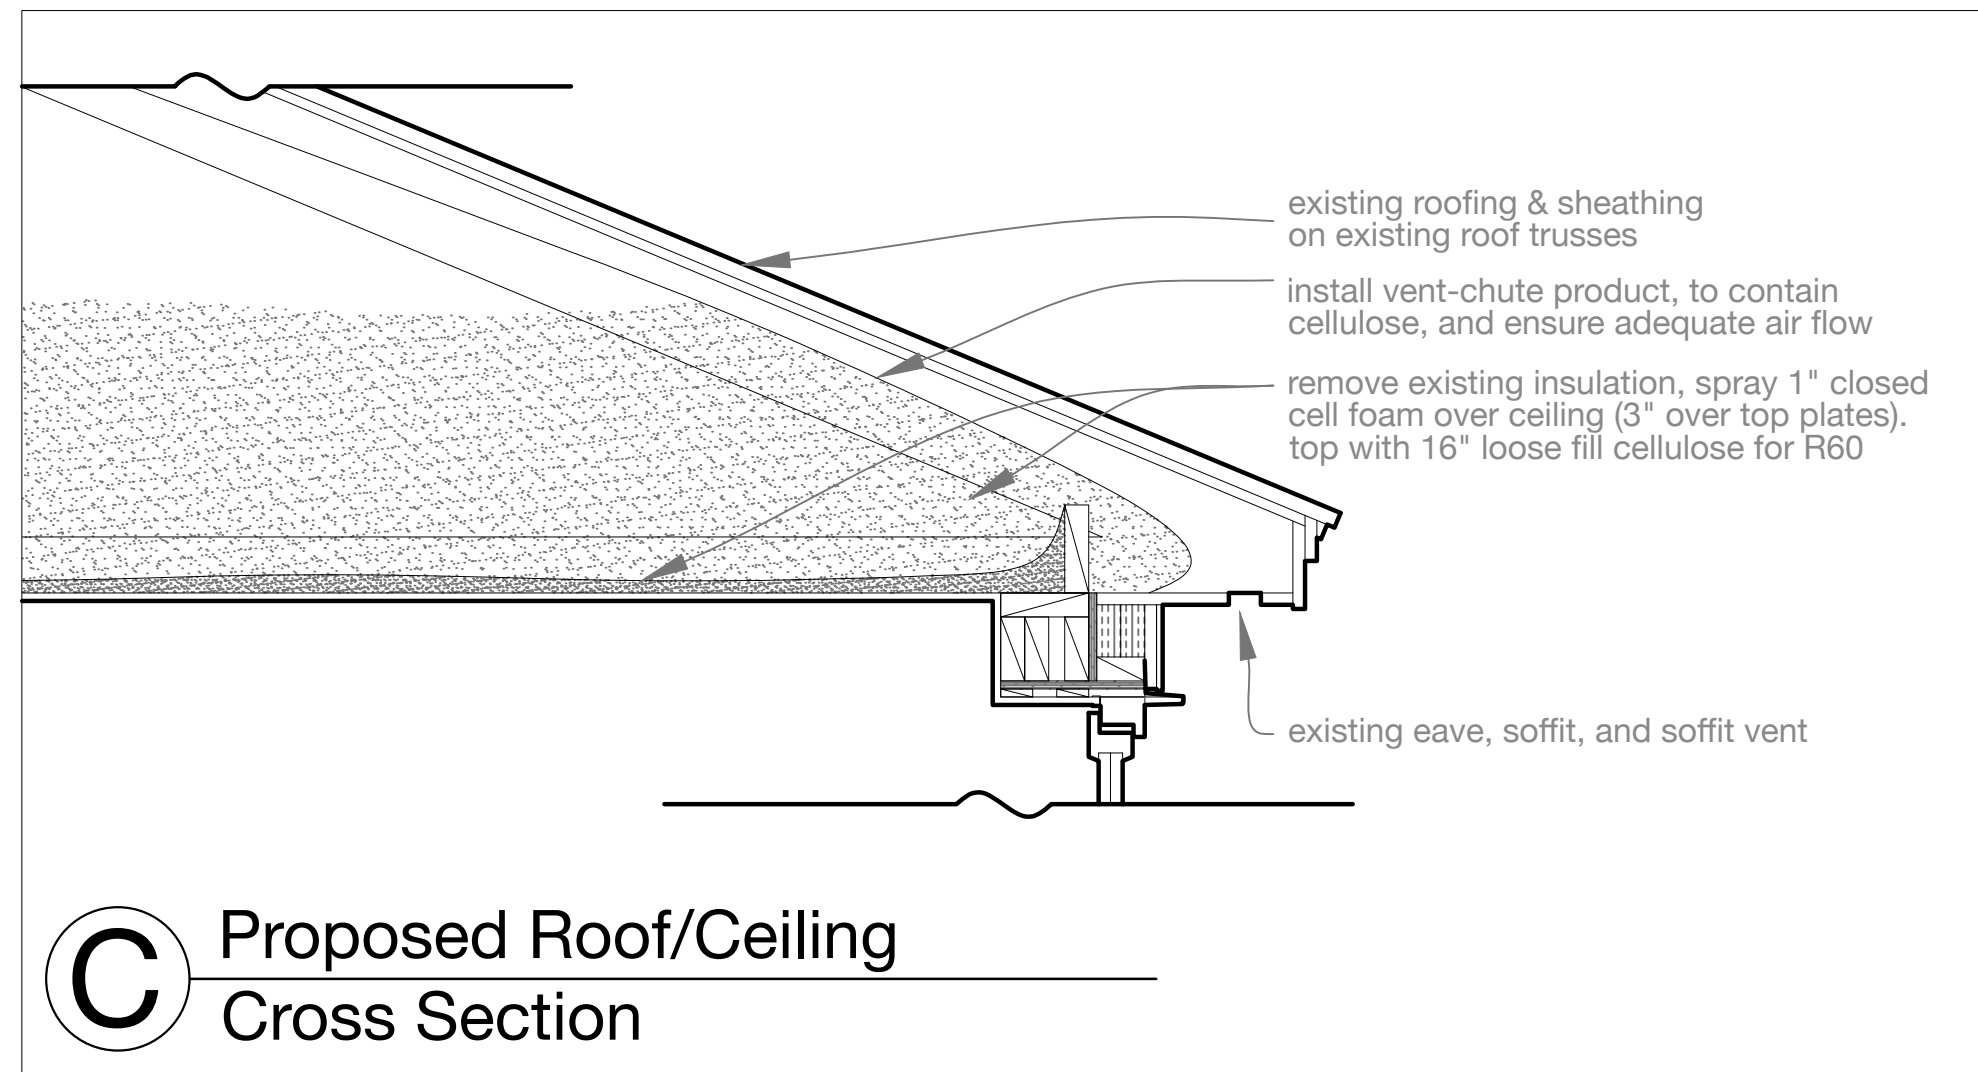 existing roofing & sheathing
on existing roof trusses
install vent-chute product, to contain
cellulose, and ensure adequate air flow
remove existing insulation, spray 1" closed
cell foam over ceiling (3" over top plates).
top with 16" loose fill cellulose for R60
existing eave, soffit, and soffit vent
C
Proposed Roof/Ceiling
Cross Section